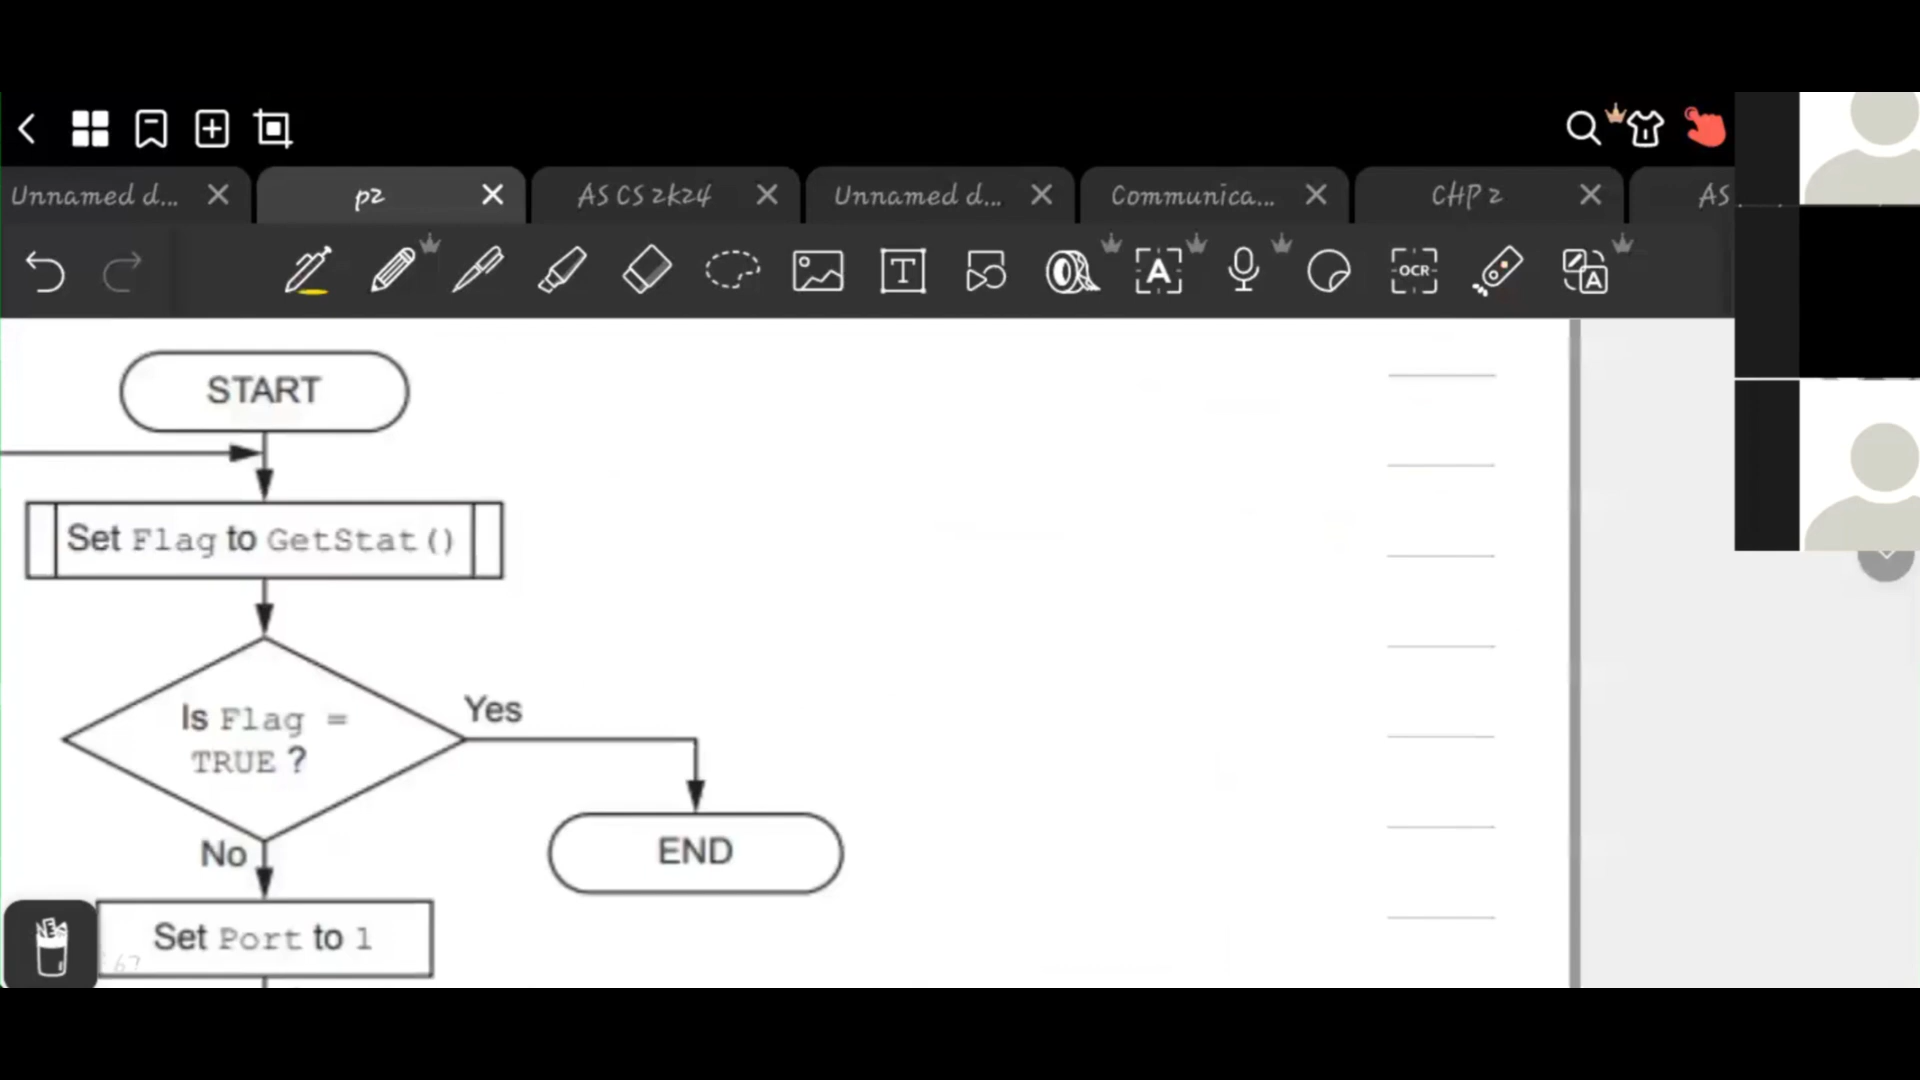 Unnamed d...
p2
AS CS 2k24
Unnamed d...
Communica...
CHP 2
AS
T
A
OCR
A
START
Set Flag to GetStat()
Is Flag =
TRUE ?
Yes
No
END
Set Port to 1
67